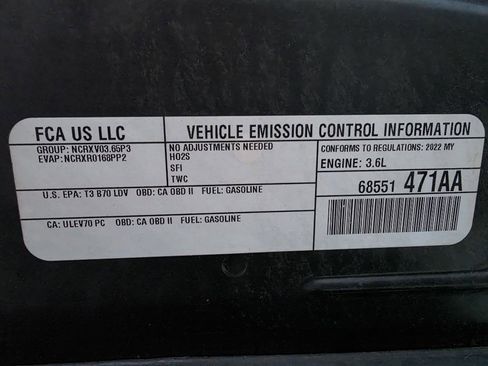 FCA US LLC
VEHICLE EMISSION CONTROL INFORMATION
GROUP: NCRXV03.65P3
EVAP: NCRXR0168PP2
NO ADJUSTMENTS NEEDED
HO2S
SFI
TWC
CONFORMS TO REGULATIONS: 2022 MY
ENGINE: 3.6L
68551 471AA
U.S. EPA: T3 B70 LDV OBD: CA OBD II FUEL: GASOLINE
CA: ULEV70 PC OBD: CA OBD II FUEL: GASOLINE